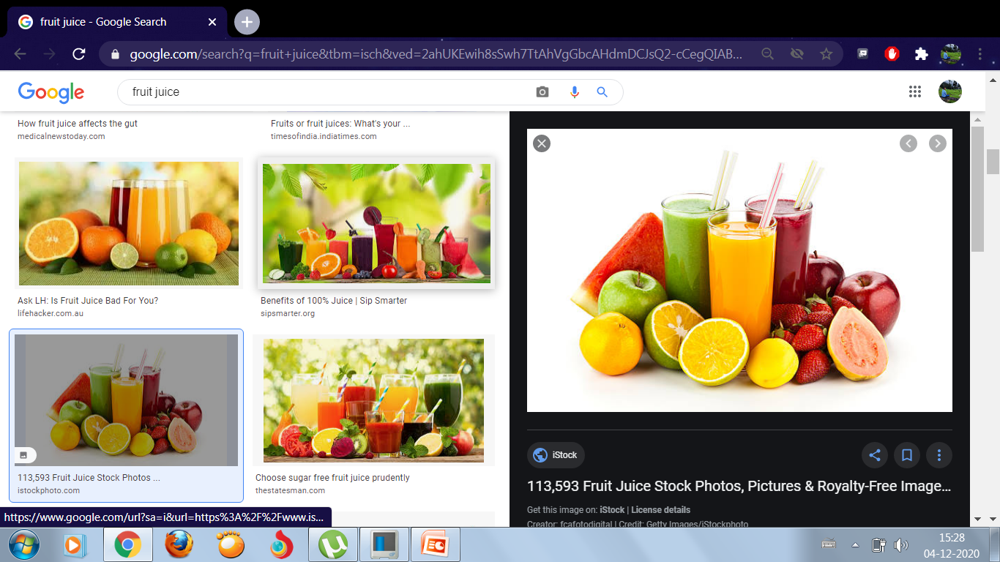 fruit juice - Google Search
google.com/search?q=fruit+juice&tbm=isch&ved=2ahUKEwih8sSwh7TtAhVgGbcAHdmDCJsQ2-cCegQIAB...
Google
fruit juice
How fruit juice affects the gut
medicalnewstoday.com
Fruits or fruit juices: What's your ...
timesofindia.indiatimes.com
Ask LH: Is Fruit Juice Bad For You?
lifehacker.com.au
Benefits of 100% Juice | Sip Smarter
sipsmarter.org
113,593 Fruit Juice Stock Photos ...
istockphoto.com
Choose sugar free fruit juice prudently
thestatesman.com
iStock
113,593 Fruit Juice Stock Photos, Pictures & Royalty-Free Image...
Get this image on: iStock | License details
Creator: fcafotodigital | Credit: Getty Images/iStockphoto
https://www.google.com/url?sa=i&url=https%3A%2F%2Fwww.is...
15:28
04-12-2020